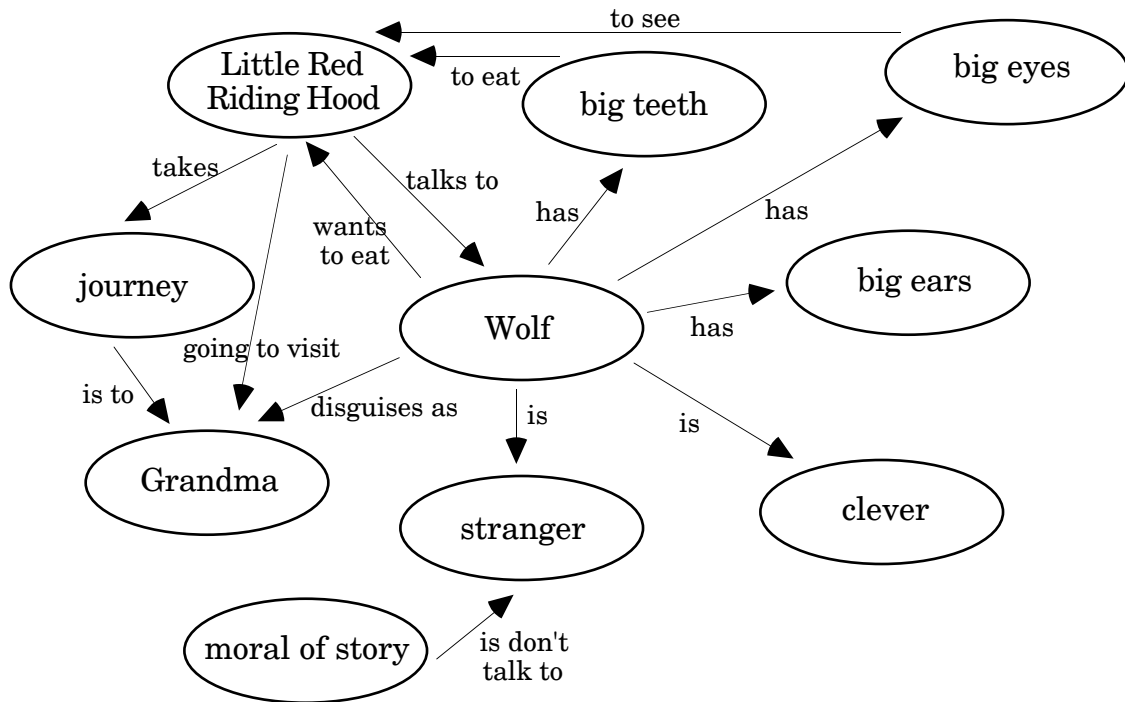 to see
Little Red
Riding Hood
to eat
big teeth
big eyes
takes
talks to
has
has
wants
to eat
journey
big ears
Wolf
has
going to visit
is to
disguises as
is
is
Grandma
stranger
clever
moral of story
is don't
talk to